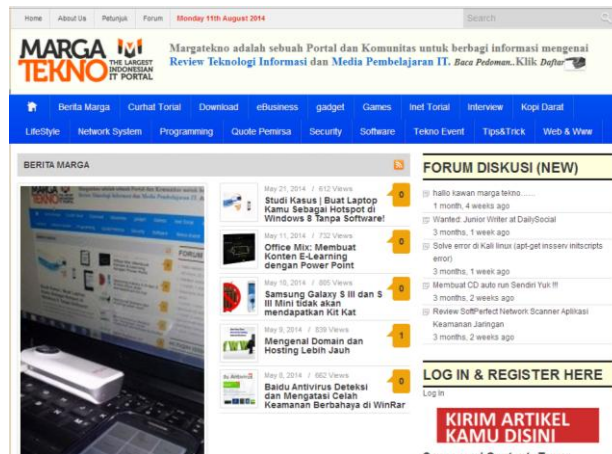 Home About Us Petunjuk Forum Monday 11th August 2014 Search
MARGA
TEKNO
THE LARGEST
INDONESIAN
IT PORTAL
Margatekno adalah sebuah Portal dan Komunitas untuk berbagi informasi mengenai
Review Teknologi Informasi dan Media Pembelajaran IT. Baca Pedoman..Klik Daftar
Berita Marga Curhat Torial Download eBusiness gadget Games Inet Torial Interview Kopi Darat
LifeStyle Network System Programming Quote Pemirsa Security Software Tekno Event Tips&Trick Web & Www
BERITA MARGA
May 21, 2014 / 612 Views
Studi Kasus | Buat Laptop
Kamu Sebagai Hotspot di
Windows 8 Tanpa Software!
0
May 11, 2014 / 732 Views
Office Mix: Membuat
Konten E-Learning
dengan Power Point
0
May 10, 2014 / 885 Views
Samsung Galaxy S III dan S
III Mini tidak akan
mendapatkan Kit Kat
0
May 9, 2014 / 839 Views
Mengenal Domain dan
Hosting Lebih Jauh
1
May 8, 2014 / 662 Views
Baidu Antivirus Deteksi
dan Mengatasi Celah
Keamanan Berbahaya di WinRar
0
FORUM DISKUSI (NEW)
hallo kawan marga tekno......
1 month, 4 weeks ago
Wanted: Junior Writer at DailySocial
3 months, 1 week ago
Solve error di Kali linux (apt-get insserv initscripts
error)
3 months, 1 week ago
Membuat CD auto run Sendiri Yuk !!!
3 months, 2 weeks ago
Review SoftPerfect Network Scanner Aplikasi
Keamanan Jaringan
3 months, 2 weeks ago
LOG IN & REGISTER HERE
Log In
KIRIM ARTIKEL
KAMU DISINI